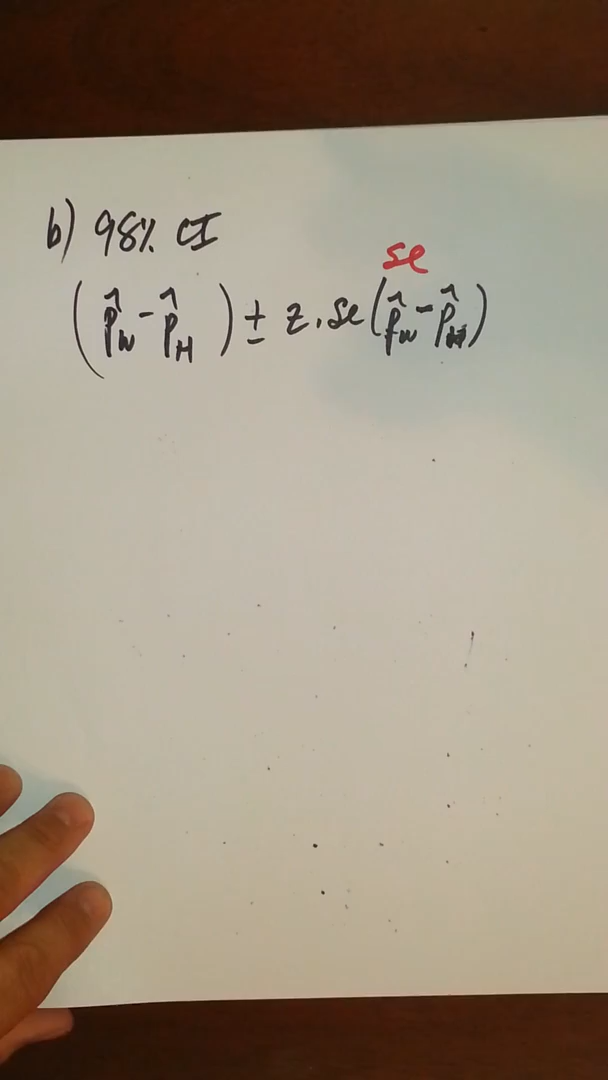 b) 98% CI
se
(p̂w - p̂H) ± z. se(p̂w - p̂H)